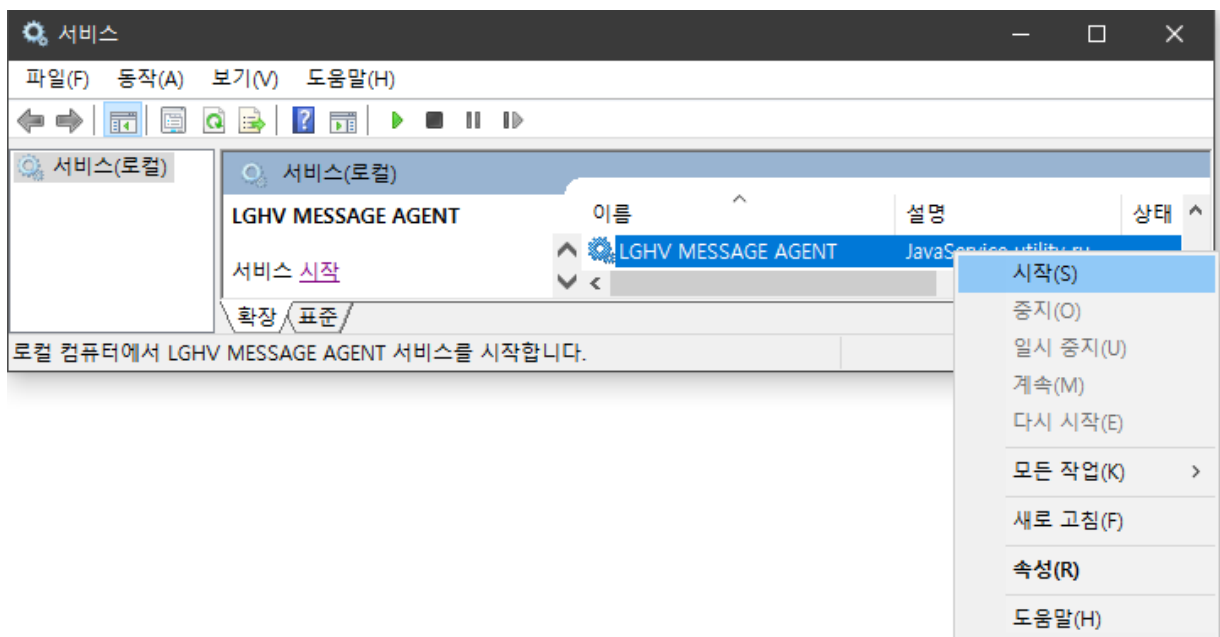 서비스
파일(F) 동작(A) 보기(V) 도움말(H)
서비스(로컬)
서비스(로컬)
LGHV MESSAGE AGENT
서비스 시작
이름 설명 상태
LGHV MESSAGE AGENT JavaService utility ru
확장 표준
로컬 컴퓨터에서 LGHV MESSAGE AGENT 서비스를 시작합니다.
시작(S)
중지(O)
일시 중지(U)
계속(M)
다시 시작(E)
모든 작업(K)
새로 고침(F)
속성(R)
도움말(H)